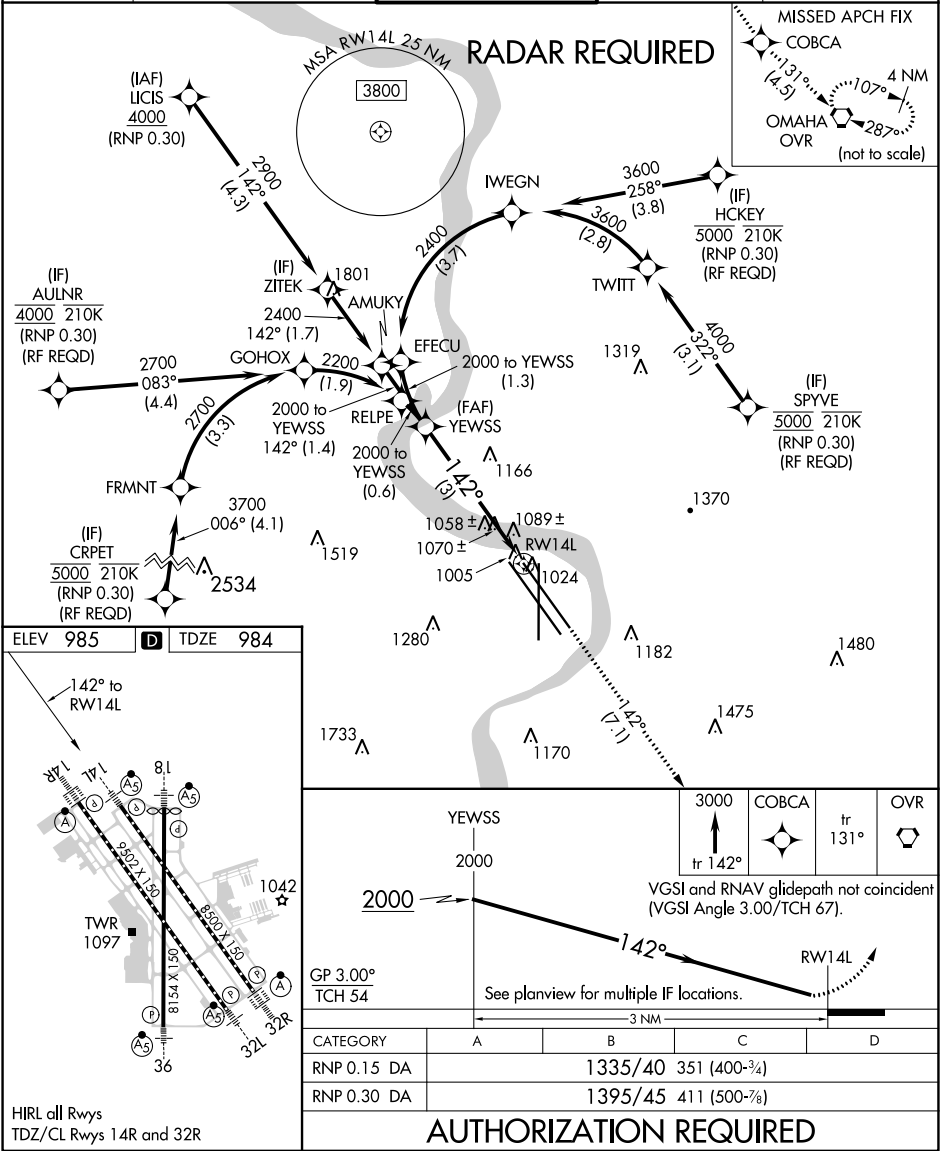 RADAR REQUIRED
MSA RW14L 25 NM
3800
MISSED APCH FIX
COBCA
131°
(4.5)
4 NM
107°
287°
OMAHA
OVR
(not to scale)
(IAF)
LICIS
4000
(RNP 0.30)
2900
142°
(4.3)
IWEGN
3600
258°
(3.8)
(IF)
HCKEY
5000 210K
(RNP 0.30)
(RF REQD)
3600
(2.8)
2400
(3.7)
TWITT
(IF)
ZITEK
1801
AMUKY
2400
142° (1.7)
(IF)
AULNR
4000 210K
(RNP 0.30)
(RF REQD)
2700
083°
(4.4)
GOHOX
2200
(1.9)
EFECU
2000 to YEWSS
(1.3)
1319
4000
322°
(3.1)
(IF)
SPYVE
5000 210K
(RNP 0.30)
(RF REQD)
2700
(3.3)
2000 to
YEWSS
142° (1.4)
RELPE
(FAF)
YEWSS
2000 to
YEWSS
(0.6)
142°
(3)
1166
FRMNT
3700
006° (4.1)
(IF)
CRPET
5000 210K
(RNP 0.30)
(RF REQD)
2534
1519
1058 ±
1089 ±
1070 ±
RW14L
1005
1024
1370
1280
1182
1480
1733
1170
1475
142°
(7.1)
ELEV 985 D TDZE 984
142° to
RW14L
14R
14L
18
A5
A5
A
P
P
P
9502 X 150
8500 X 150
8154 X 150
1042
TWR
1097
P
P
P
A
A5
A5
32R
32L
36
HIRL all Rwys
TDZ/CL Rwys 14R and 32R
YEWSS
2000
2000
142°
RW14L
GP 3.00°
TCH 54
See planview for multiple IF locations.
3 NM
3000
tr 142°
COBCA
tr
131°
OVR
VGSI and RNAV glidepath not coincident
(VGSI Angle 3.00/TCH 67).
CATEGORY A B C D
RNP 0.15 DA 1335/40 351 (400-¾)
RNP 0.30 DA 1395/45 411 (500-⅞)
AUTHORIZATION REQUIRED